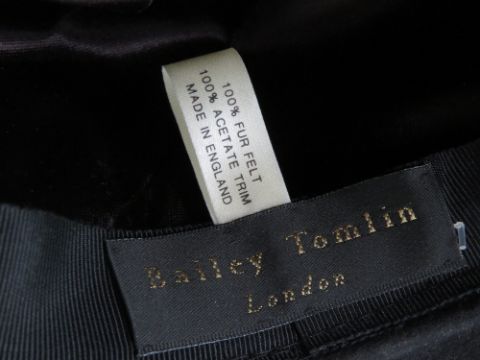 100% FUR FELT
100% ACETATE TRIM
MADE IN ENGLAND
Bailey Tomlin
London